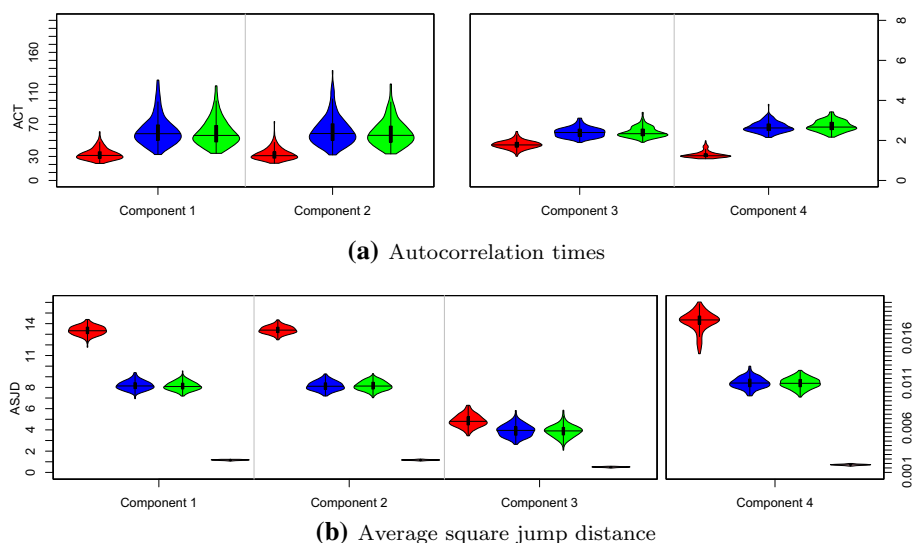 ACT
0 30 50 70 110 160
0 2 4 6 8
Component 1 Component 2 Component 3 Component 4
(a) Autocorrelation times
ASJD
0 1 2 4 6 8 11 14
0.001 0.006 0.011 0.016
Component 1 Component 2 Component 3 Component 4
(b) Average square jump distance